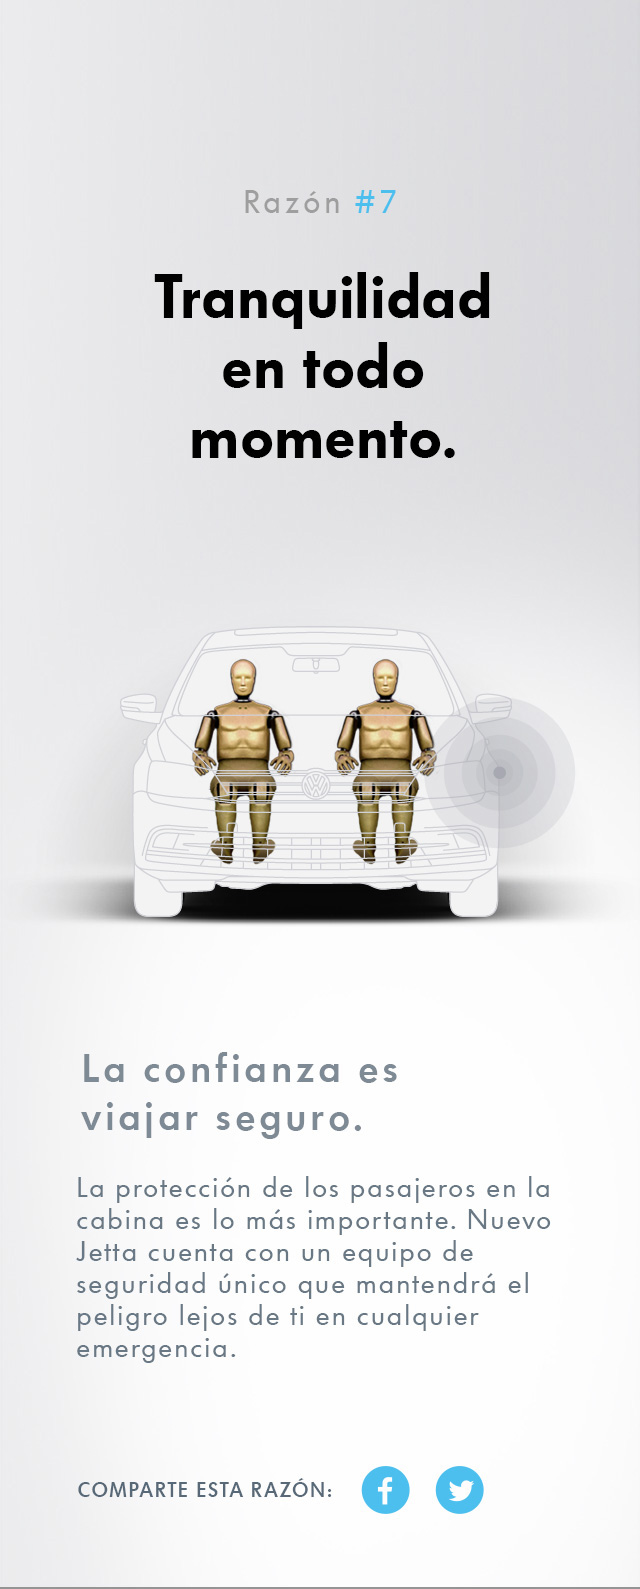 Razón #7
Tranquilidad
en todo
momento.
La confianza es
viajar seguro.
La protección de los pasajeros en la
cabina es lo más importante. Nuevo
Jetta cuenta con un equipo de
seguridad único que mantendrá el
peligro lejos de ti en cualquier
emergencia.
COMPARTE ESTA RAZÓN: